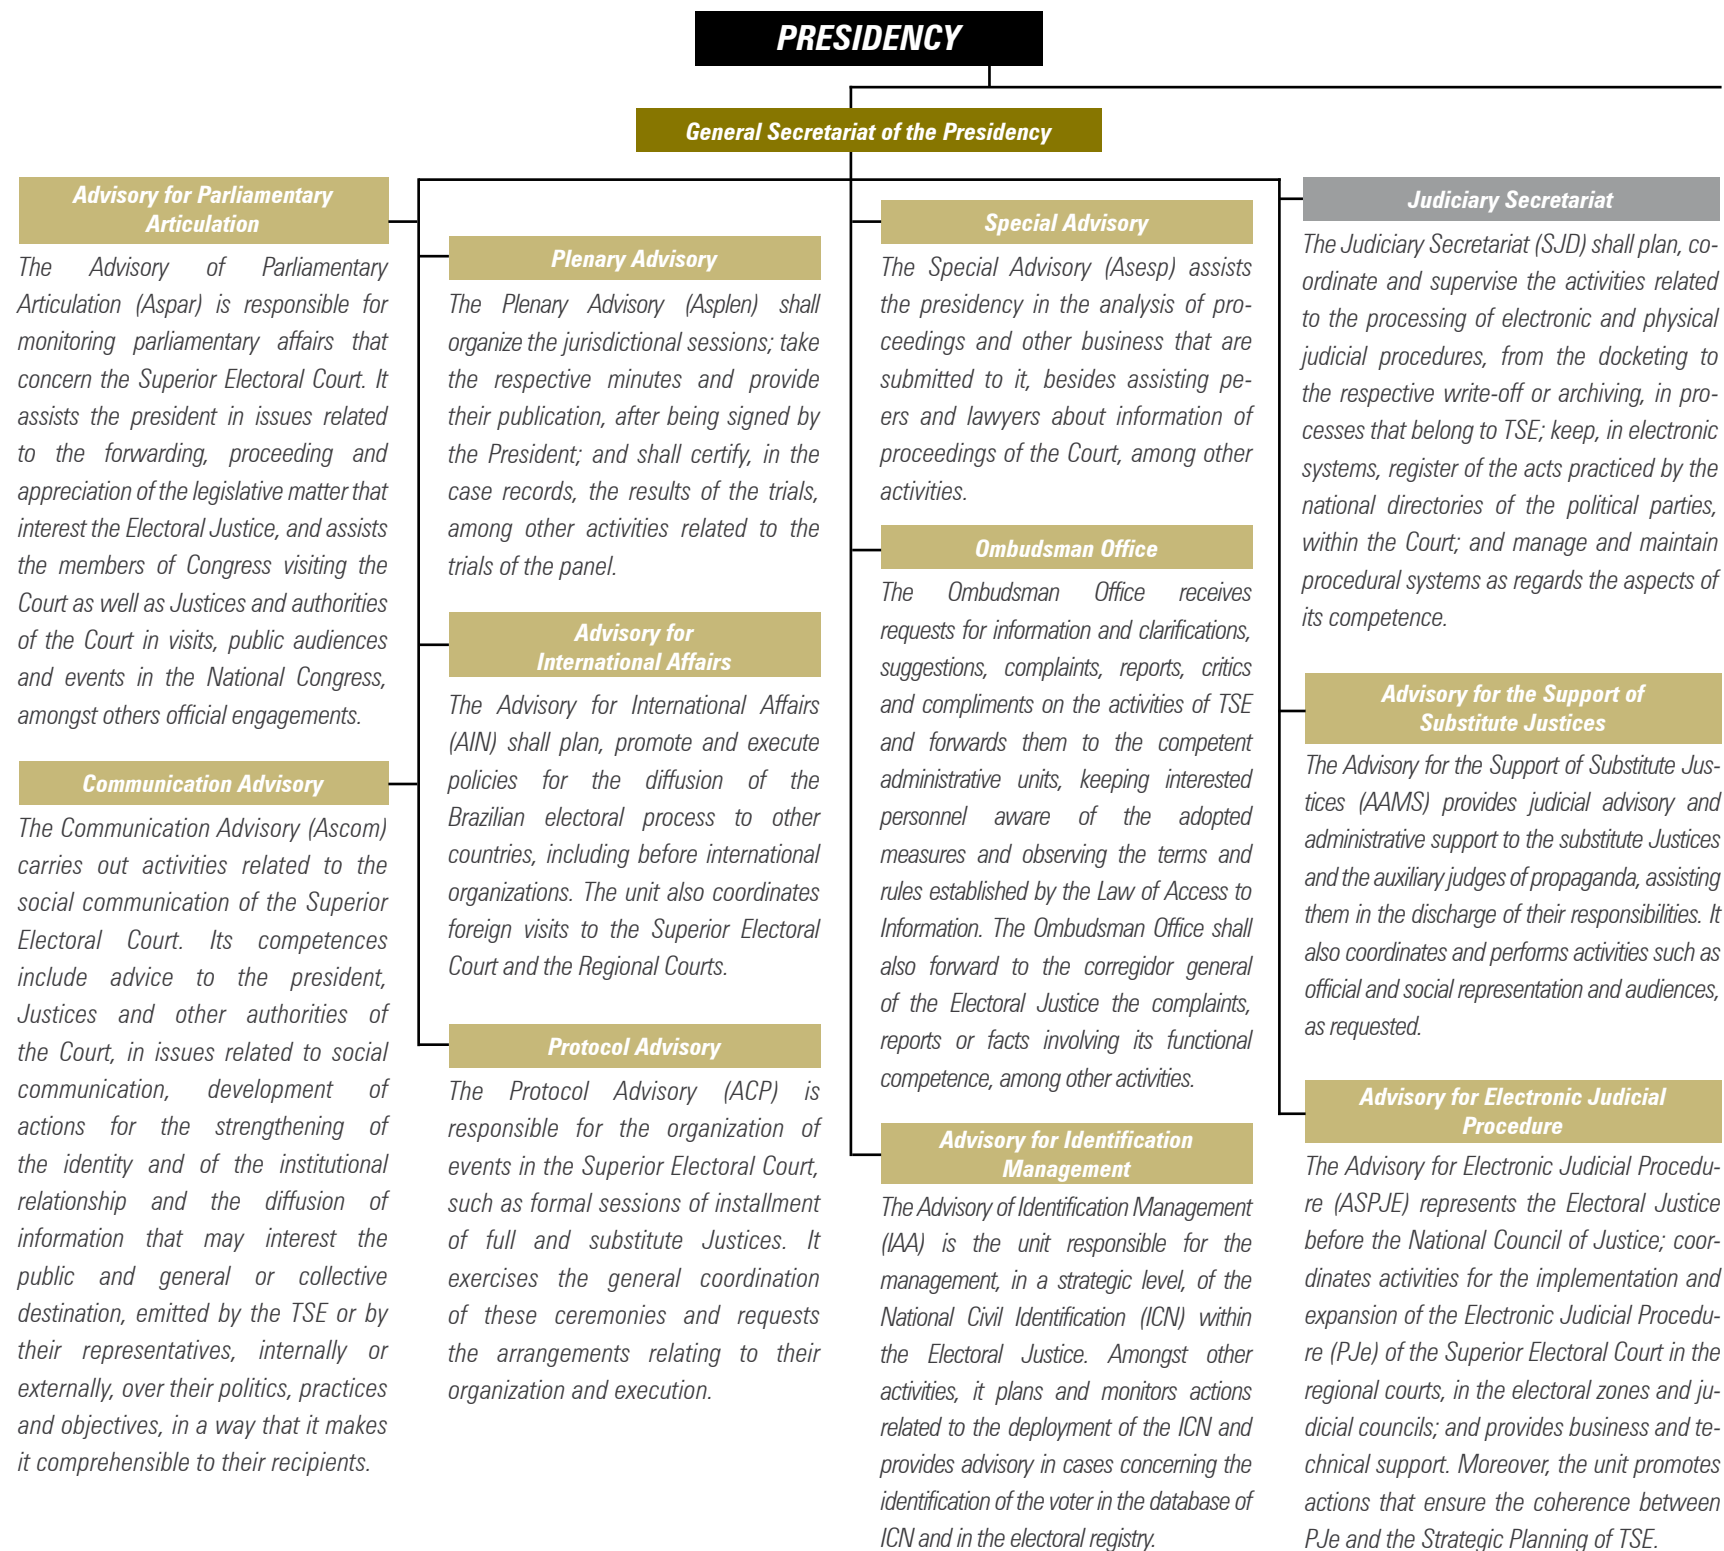 PRESIDENCY
General Secretariat of the Presidency
Advisory for Parliamentary
Articulation
The Advisory of Parliamentary
Articulation (Aspar) is responsible for
monitoring parliamentary affairs that
concern the Superior Electoral Court. It
assists the president in issues related
to the forwarding, proceeding and
appreciation of the legislative matter that
interest the Electoral Justice, and assists
the members of Congress visiting the
Court as well as Justices and authorities
of the Court in visits, public audiences
and events in the National Congress,
amongst others official engagements.
Communication Advisory
The Communication Advisory (Ascom)
carries out activities related to the
social communication of the Superior
Electoral Court. Its competences
include advice to the president,
Justices and other authorities of
the Court, in issues related to social
communication, development of
actions for the strengthening of
the identity and of the institutional
relationship and the diffusion of
information that may interest the
public and general or collective
destination, emitted by the TSE or by
their representatives, internally or
externally, over their politics, practices
and objectives, in a way that it makes
it comprehensible to their recipients.
Plenary Advisory
The Plenary Advisory (Asplen) shall
organize the jurisdictional sessions; take
the respective minutes and provide
their publication, after being signed by
the President; and shall certify, in the
case records, the results of the trials,
among other activities related to the
trials of the panel.
Advisory for
International Affairs
The Advisory for International Affairs
(AIN) shall plan, promote and execute
policies for the diffusion of the
Brazilian electoral process to other
countries, including before international
organizations. The unit also coordinates
foreign visits to the Superior Electoral
Court and the Regional Courts.
Protocol Advisory
The Protocol Advisory (ACP) is
responsible for the organization of
events in the Superior Electoral Court,
such as formal sessions of installment
of full and substitute Justices. It
exercises the general coordination
of these ceremonies and requests
the arrangements relating to their
organization and execution.
Special Advisory
The Special Advisory (Asesp) assists
the presidency in the analysis of pro-
ceedings and other business that are
submitted to it, besides assisting pe-
ers and lawyers about information of
proceedings of the Court, among other
activities.
Ombudsman Office
The Ombudsman Office receives
requests for information and clarifications,
suggestions, complaints, reports, critics
and compliments on the activities of TSE
and forwards them to the competent
administrative units, keeping interested
personnel aware of the adopted
measures and observing the terms and
rules established by the Law of Access to
Information. The Ombudsman Office shall
also forward to the corregidor general
of the Electoral Justice the complaints,
reports or facts involving its functional
competence, among other activities.
Advisory for Identification
Management
The Advisory of Identification Management
(IAA) is the unit responsible for the
management, in a strategic level, of the
National Civil Identification (ICN) within
the Electoral Justice. Amongst other
activities, it plans and monitors actions
related to the deployment of the ICN and
provides advisory in cases concerning the
identification of the voter in the database of
ICN and in the electoral registry.
Judiciary Secretariat
The Judiciary Secretariat (SJD) shall plan, co-
ordinate and supervise the activities related
to the processing of electronic and physical
judicial procedures, from the docketing to
the respective write-off or archiving, in pro-
cesses that belong to TSE; keep, in electronic
systems, register of the acts practiced by the
national directories of the political parties,
within the Court; and manage and maintain
procedural systems as regards the aspects of
its competence.
Advisory for the Support of
Substitute Justices
The Advisory for the Support of Substitute Jus-
tices (AAMS) provides judicial advisory and
administrative support to the substitute Justices
and the auxiliary judges of propaganda, assisting
them in the discharge of their responsibilities. It
also coordinates and performs activities such as
official and social representation and audiences,
as requested.
Advisory for Electronic Judicial
Procedure
The Advisory for Electronic Judicial Procedu-
re (ASPJE) represents the Electoral Justice
before the National Council of Justice; coor-
dinates activities for the implementation and
expansion of the Electronic Judicial Procedu-
re (PJe) of the Superior Electoral Court in the
regional courts, in the electoral zones and ju-
dicial councils; and provides business and te-
chnical support. Moreover, the unit promotes
actions that ensure the coherence between
PJe and the Strategic Planning of TSE.